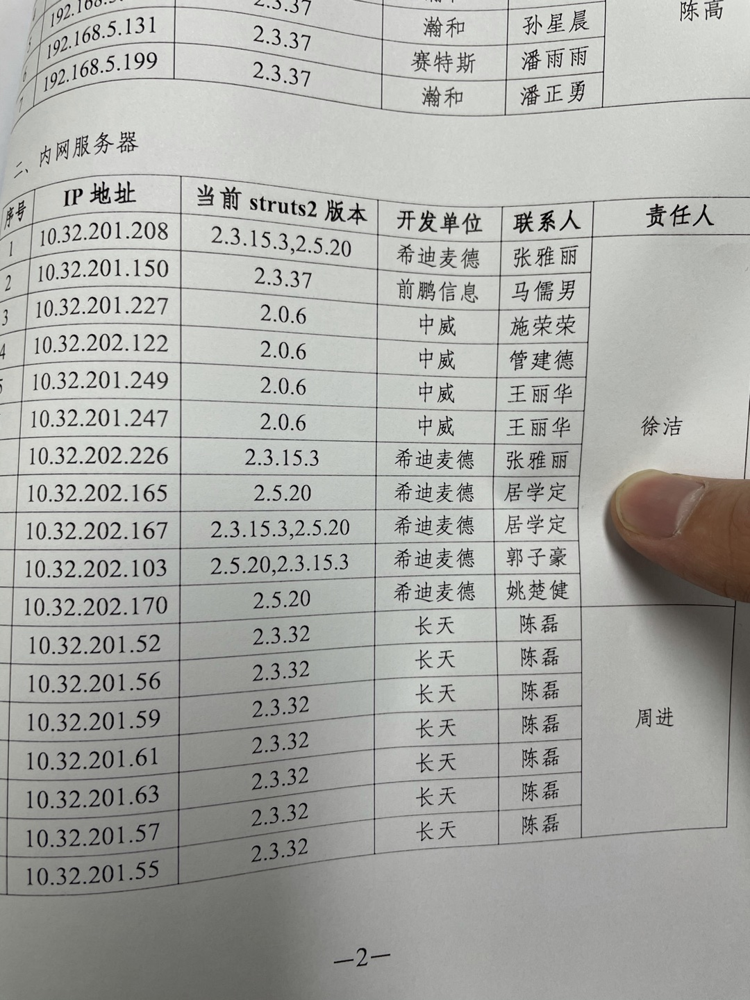 2.3.37 陈高
5 192.168.5.131 2.3.37 瀚和 孙星晨
6 192.168.5.199 2.3.37 赛特斯 潘雨雨
7 瀚和 潘正勇
二、内网服务器
序号 IP 地址 当前 struts2 版本 开发单位 联系人 责任人
1 10.32.201.208 2.3.15.3,2.5.20 希迪麦德 张雅丽
2 10.32.201.150 2.3.37 前鹏信息 马儒男
3 10.32.201.227 2.0.6 中威 施荣荣
4 10.32.202.122 2.0.6 中威 管建德
5 10.32.201.249 2.0.6 中威 王丽华
10.32.201.247 2.0.6 中威 王丽华 徐洁
10.32.202.226 2.3.15.3 希迪麦德 张雅丽
10.32.202.165 2.5.20 希迪麦德 居学定
10.32.202.167 2.3.15.3,2.5.20 希迪麦德 居学定
10.32.202.103 2.5.20,2.3.15.3 希迪麦德 郭子豪
10.32.202.170 2.5.20 希迪麦德 姚楚健
10.32.201.52 2.3.32 长天 陈磊
10.32.201.56 2.3.32 长天 陈磊
10.32.201.59 2.3.32 长天 陈磊
10.32.201.61 2.3.32 长天 陈磊 周进
10.32.201.63 2.3.32 长天 陈磊
10.32.201.57 2.3.32 长天 陈磊
10.32.201.55 2.3.32 长天 陈磊
—2—